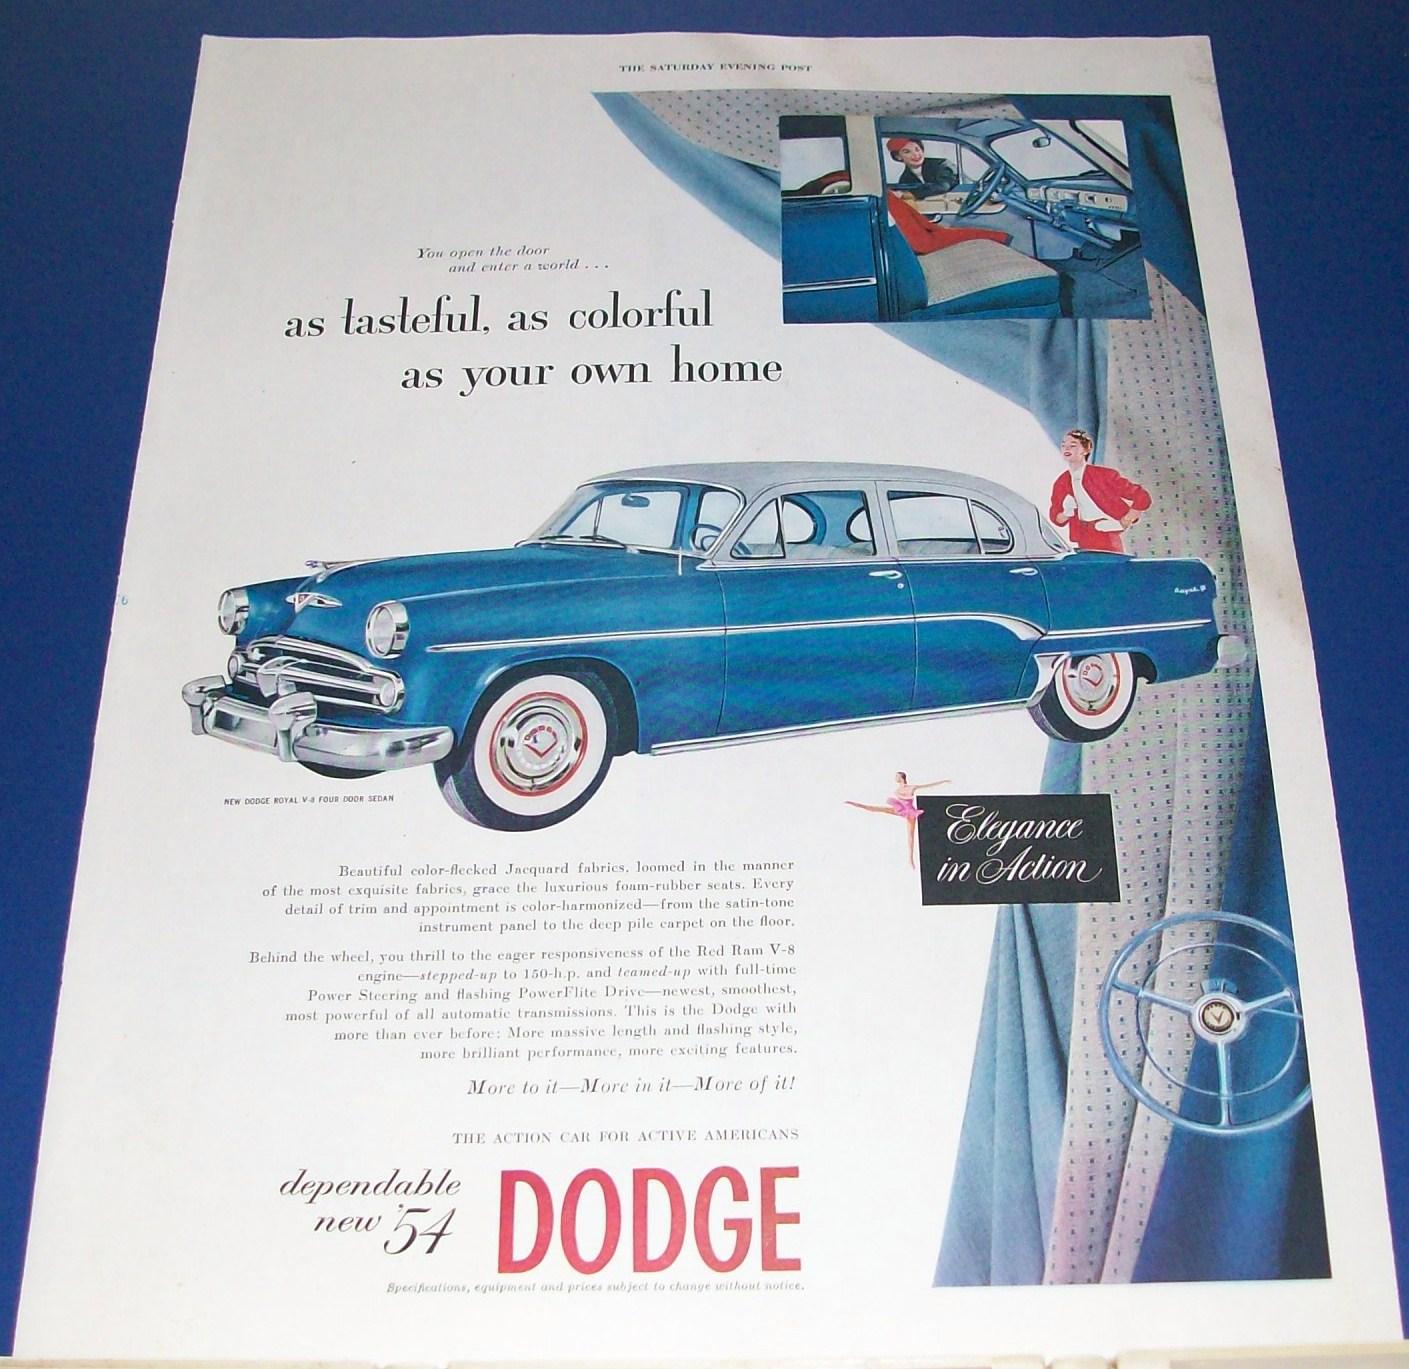 THE SATURDAY EVENING POST
You open the door
and enter a world . . .
as tasteful, as colorful
as your own home
NEW DODGE ROYAL V-8 FOUR DOOR SEDAN
Elegance
in Action
Beautiful color-flecked Jacquard fabrics, loomed in the manner
of the most exquisite fabrics, grace the luxurious foam-rubber seats. Every
detail of trim and appointment is color-harmonized—from the satin-tone
instrument panel to the deep pile carpet on the floor.
Behind the wheel, you thrill to the eager responsiveness of the Red Ram V-8
engine—stepped-up to 150-h.p. and teamed-up with full-time
Power Steering and flashing PowerFlite Drive—newest, smoothest,
most powerful of all automatic transmissions. This is the Dodge with
more than ever before: More massive length and flashing style,
more brilliant performance, more exciting features.
More to it—More in it—More of it!
THE ACTION CAR FOR ACTIVE AMERICANS
dependable
new '54
DODGE
Specifications, equipment and prices subject to change without notice.